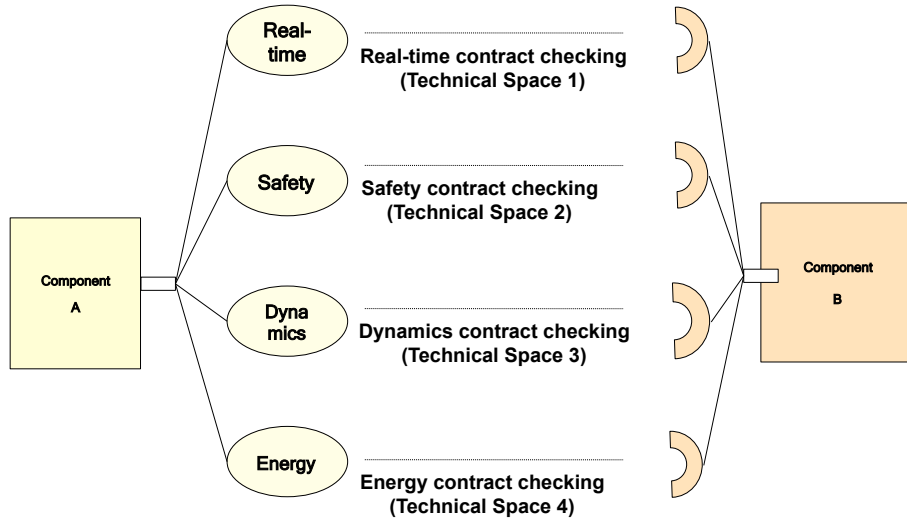 Real-
time
Real-time contract checking
(Technical Space 1)
Safety
Safety contract checking
(Technical Space 2)
Component
A
Component
B
Dyna
mics
Dynamics contract checking
(Technical Space 3)
Energy
Energy contract checking
(Technical Space 4)